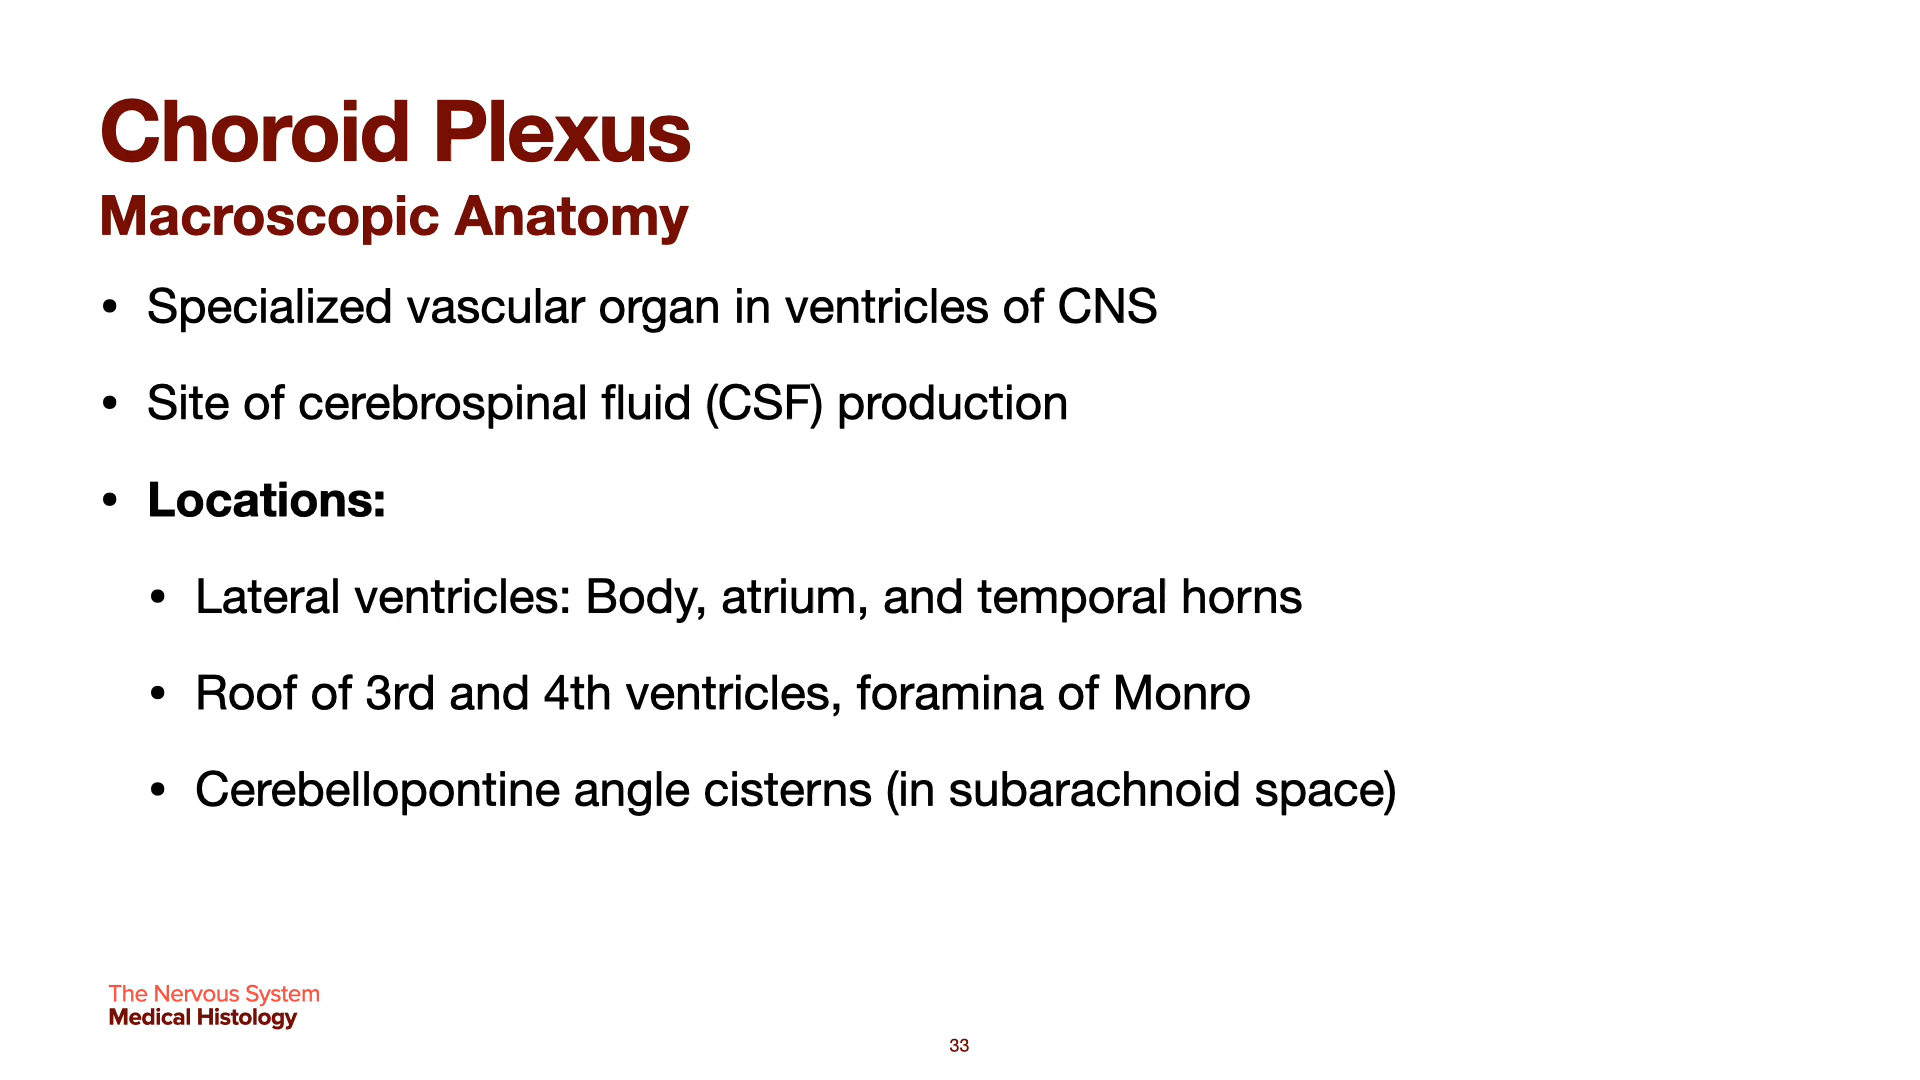 Choroid Plexus
Macroscopic Anatomy
• Specialized vascular organ in ventricles of CNS
• Site of cerebrospinal fluid (CSF) production
• Locations:
• Lateral ventricles: Body, atrium, and temporal horns
• Roof of 3rd and 4th ventricles, foramina of Monro
• Cerebellopontine angle cisterns (in subarachnoid space)
The Nervous System
Medical Histology
33